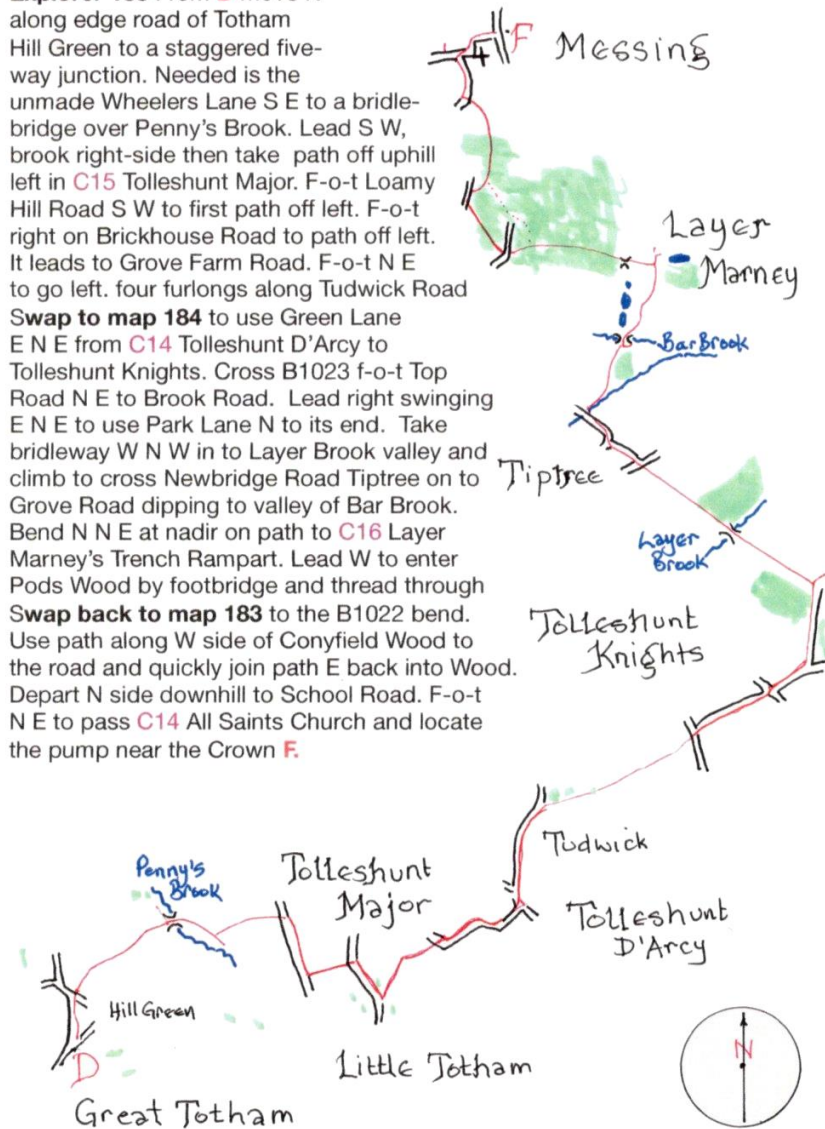 along edge road of Totham
Hill Green to a staggered five-
way junction. Needed is the
unmade Wheelers Lane S E to a bridle-
bridge over Penny's Brook. Lead S W,
brook right-side then take path off uphill
left in C15 Tolleshunt Major. F-o-t Loamy
Hill Road S W to first path off left. F-o-t
right on Brickhouse Road to path off left.
It leads to Grove Farm Road. F-o-t N E
to go left. four furlongs along Tudwick Road
Swap to map 184 to use Green Lane
E N E from C14 Tolleshunt D'Arcy to
Tolleshunt Knights. Cross B1023 f-o-t Top
Road N E to Brook Road. Lead right swinging
E N E to use Park Lane N to its end. Take
bridleway W N W in to Layer Brook valley and
climb to cross Newbridge Road Tiptree on to
Grove Road dipping to valley of Bar Brook.
Bend N N E at nadir on path to C16 Layer
Marney's Trench Rampart. Lead W to enter
Pods Wood by footbridge and thread through
Swap back to map 183 to the B1022 bend.
Use path along W side of Conyfield Wood to
the road and quickly join path E back into Wood.
Depart N side downhill to School Road. F-o-t
N E to pass C14 All Saints Church and locate
the pump near the Crown F.
F
Messing
Layer
Marney
Bar Brook
Tiptree
Layer
Brook
Tolleshunt
Knights
Tudwick
Tolleshunt
D'Arcy
Tolleshunt
Major
Penny's
Brook
Hill Green
D
Little Totham
Great Totham
N